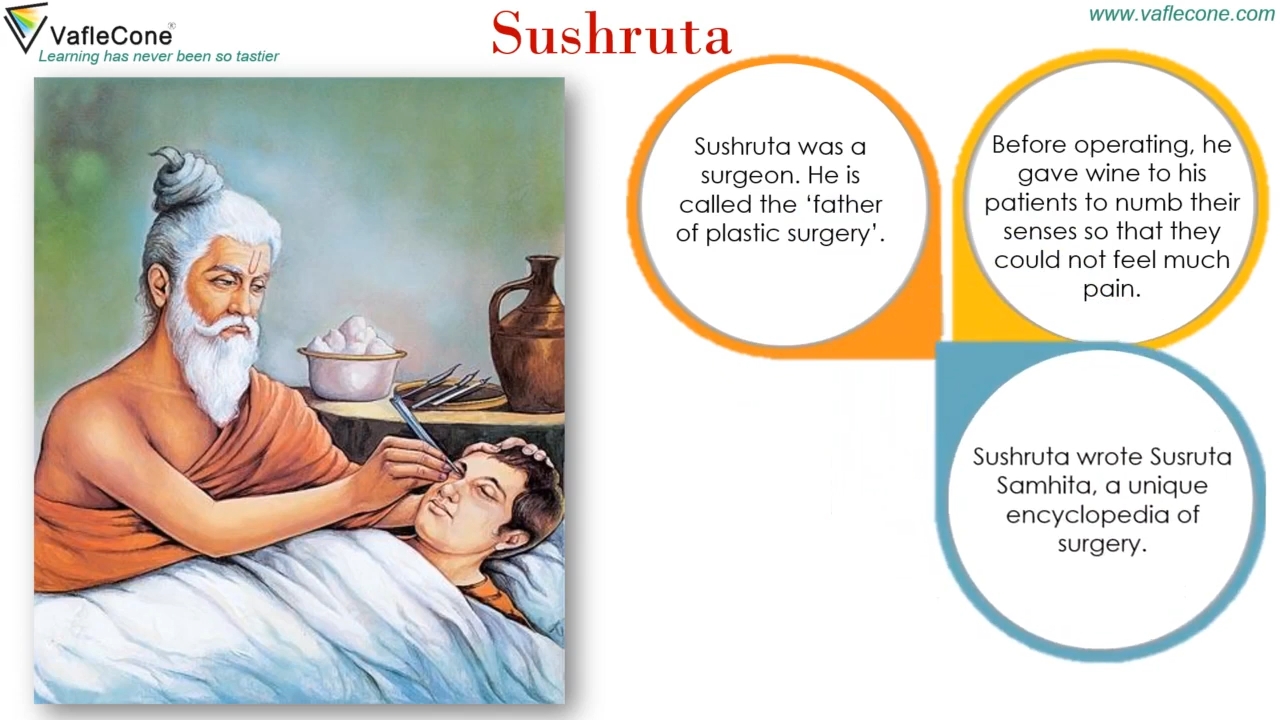 VafleCone®
Learning has never been so tastier
Sushruta
www.vaflecone.com
Sushruta was a
surgeon. He is
called the ‘father
of plastic surgery’.
Before operating, he
gave wine to his
patients to numb their
senses so that they
could not feel much
pain.
Sushruta wrote Susruta
Samhita, a unique
encyclopedia of
surgery.